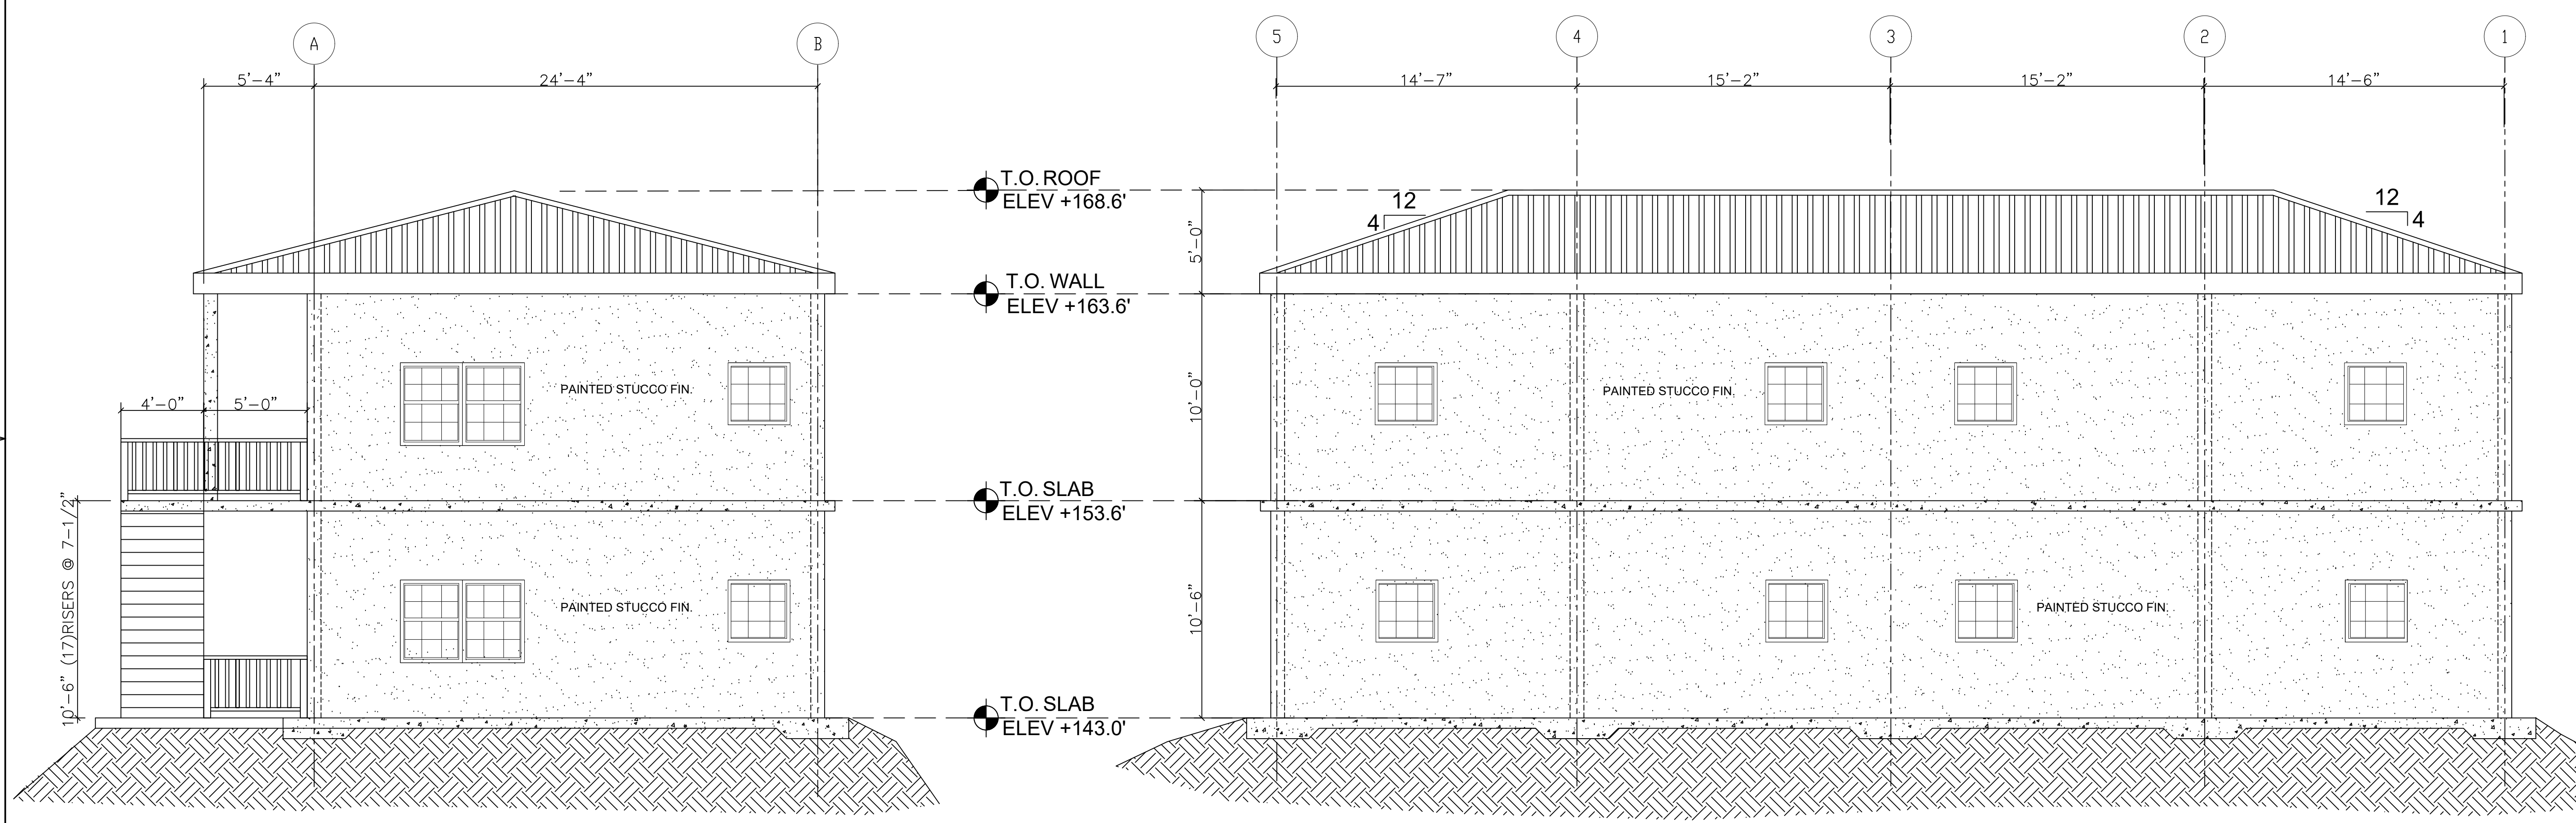 A
B
5
4
3
2
1
5'-4"
24'-4"
14'-7"
15'-2"
15'-2"
14'-6"
T.O. ROOF
ELEV +168.6'
12
4
12
4
5'-0"
T.O. WALL
ELEV +163.6'
4'-0"
5'-0"
PAINTED STUCCO FIN.
10'-0"
PAINTED STUCCO FIN.
T.O. SLAB
ELEV +153.6'
10'-6" (17)RISERS @ 7-1/2"
PAINTED STUCCO FIN.
10'-6"
PAINTED STUCCO FIN.
T.O. SLAB
ELEV +143.0'